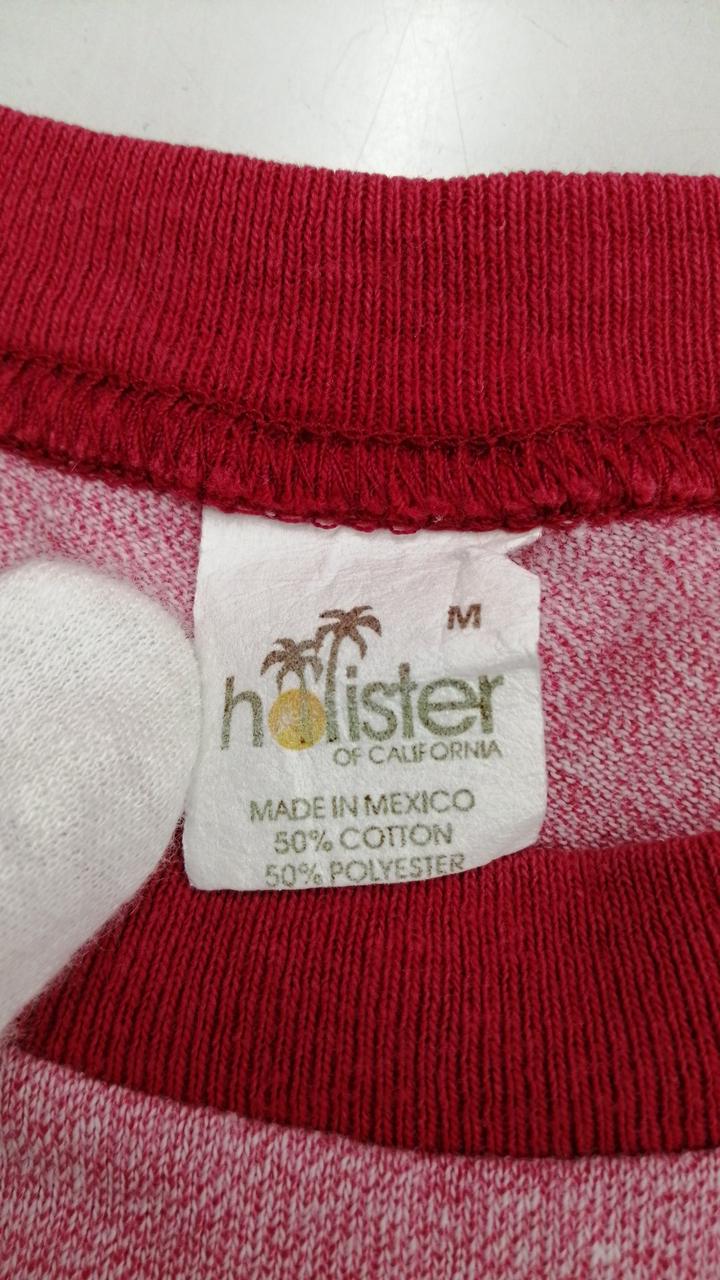 M
hollister
OF CALIFORNIA
MADE IN MEXICO
50% COTTON
50% POLYESTER